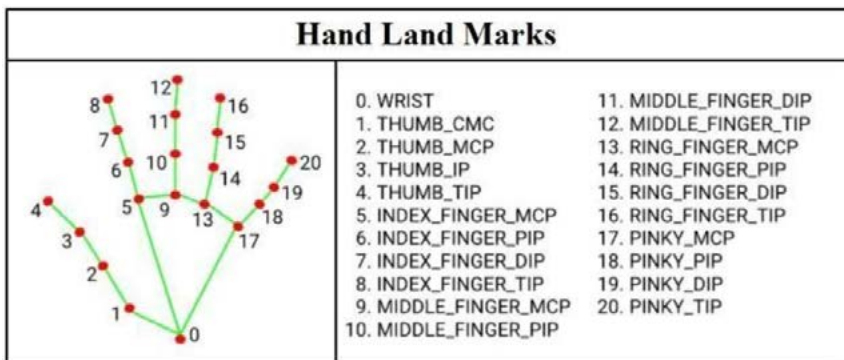 Hand Land Marks
12
8
16
11
7
15
20
6
10
14
19
4
5
9
13
18
3
17
2
1
0
0. WRIST
1. THUMB_CMC
2. THUMB_MCP
3. THUMB_IP
4. THUMB_TIP
5. INDEX_FINGER_MCP
6. INDEX_FINGER_PIP
7. INDEX_FINGER_DIP
8. INDEX_FINGER_TIP
9. MIDDLE_FINGER_MCP
10. MIDDLE_FINGER_PIP
11. MIDDLE_FINGER_DIP
12. MIDDLE_FINGER_TIP
13. RING_FINGER_MCP
14. RING_FINGER_PIP
15. RING_FINGER_DIP
16. RING_FINGER_TIP
17. PINKY_MCP
18. PINKY_PIP
19. PINKY_DIP
20. PINKY_TIP